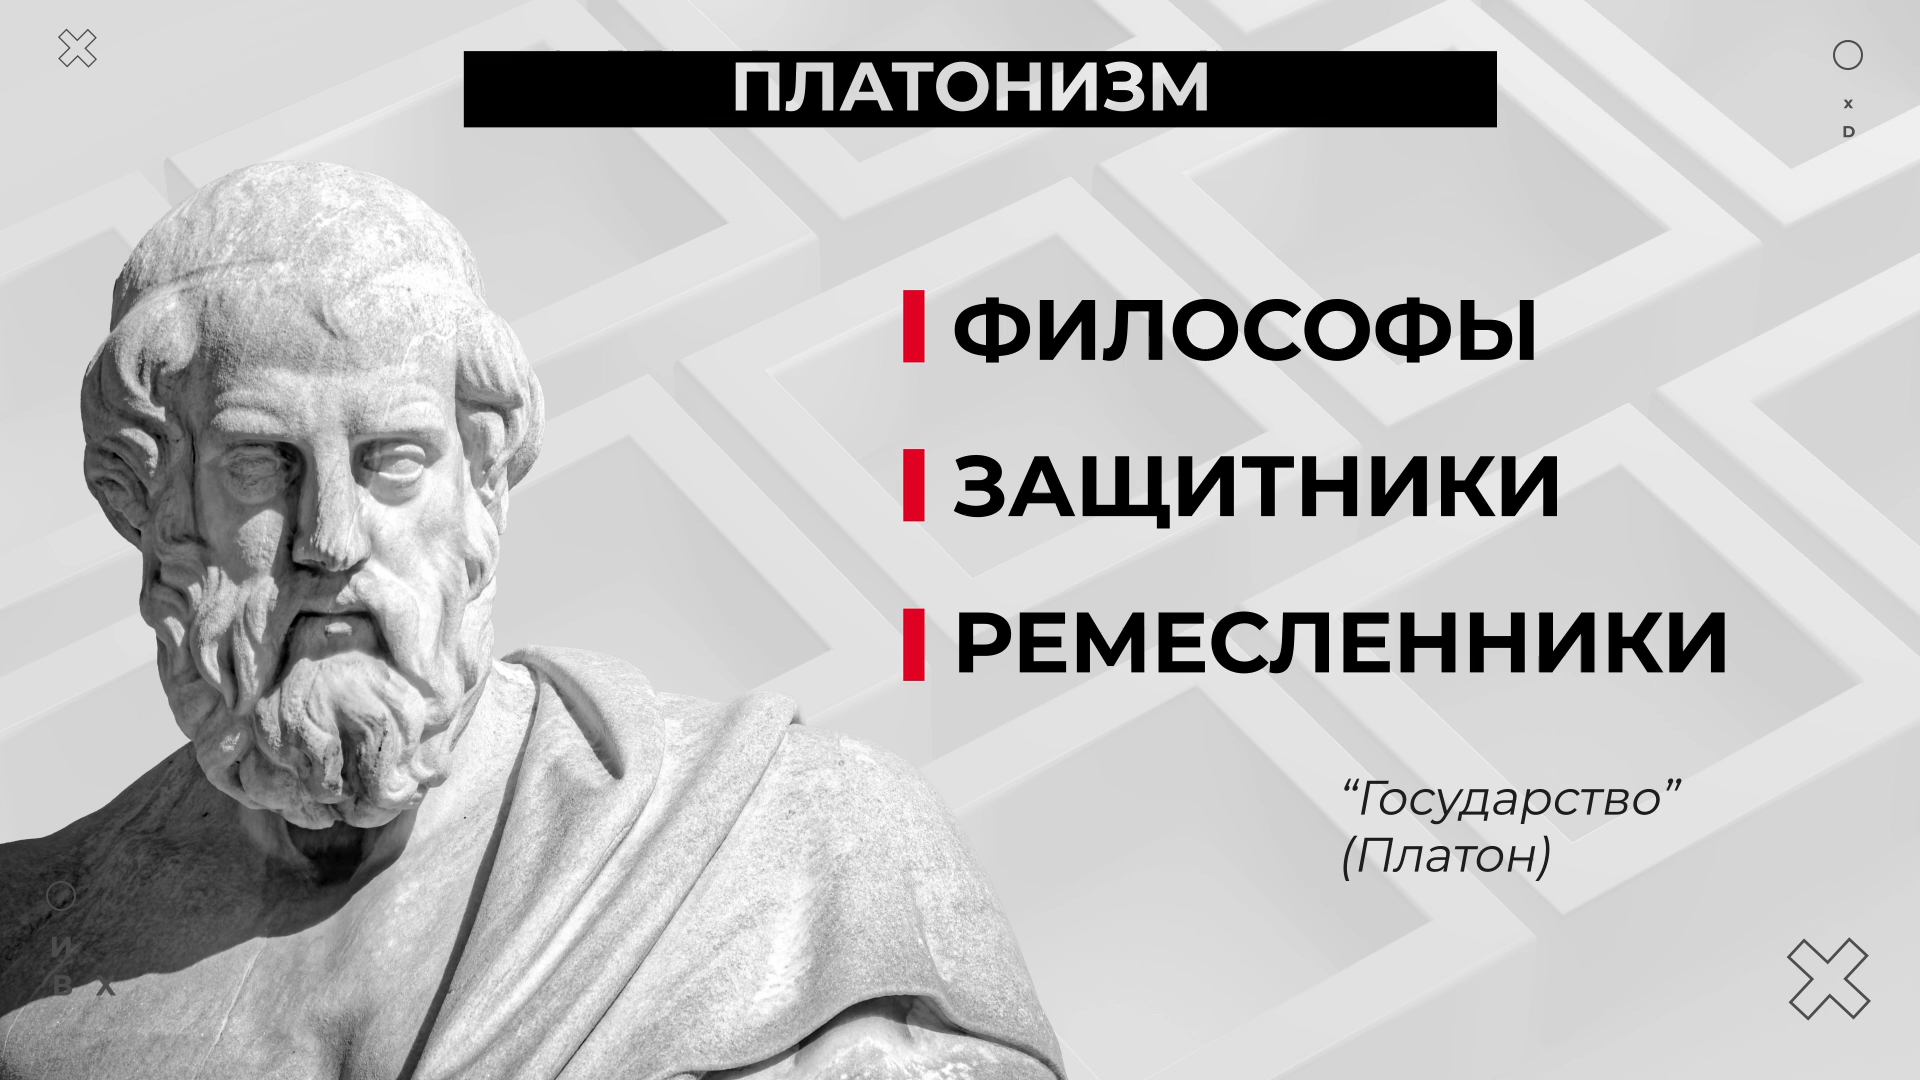 ПЛАТОНИЗМ
x
D
ФИЛОСОФЫ
ЗАЩИТНИКИ
РЕМЕСЛЕННИКИ
“Государство”
(Платон)
И
В X